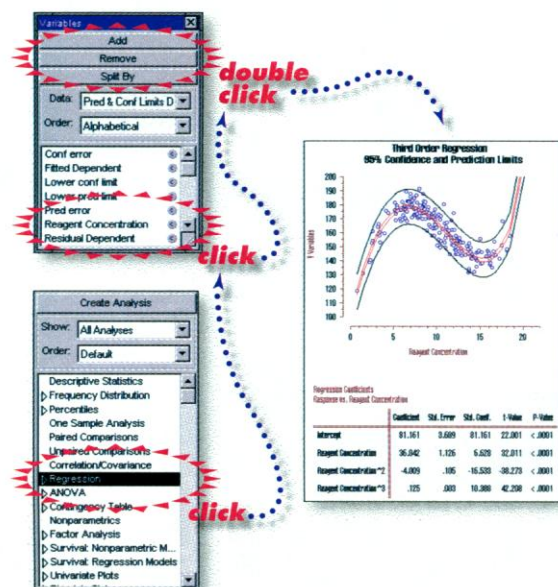 Variables
Add
Remove
Split By
Data: Pred & Conf Limits D
Order: Alphabetical
Conf error
Fitted Dependent
Lower conf limit
Lower pred limit
Pred error
Reagent Concentration
Residual Dependent
double
click
click
Create Analysis
Show: All Analyses
Order: Default
Descriptive Statistics
Frequency Distribution
Percentiles
One Sample Analysis
Paired Comparisons
Unpaired Comparisons
Correlation/Covariance
Regression
ANOVA
Contingency Table
Nonparametrics
Factor Analysis
Survival: Nonparametric M...
Survival: Regression Models
Univariate Plots
click
Third Order Regression
95% Confidence and Prediction Limits
Y Variables
200
190
180
170
160
150
140
130
120
110
100
0 5 10 15 20
Reagent Concentration
Regression Coefficients
Response vs. Reagent Concentration
Coefficient Std. Error Std. Coeff. t-Value P-Value
Intercept 81.161 3.689 81.161 22.001 <.0001
Reagent Concentration 36.042 1.126 32.011 <.0001
Reagent Concentration^2 -4.009 .105 -16.533 -38.273 <.0001
Reagent Concentration^3 .125 .003 10.388 42.208 <.0001